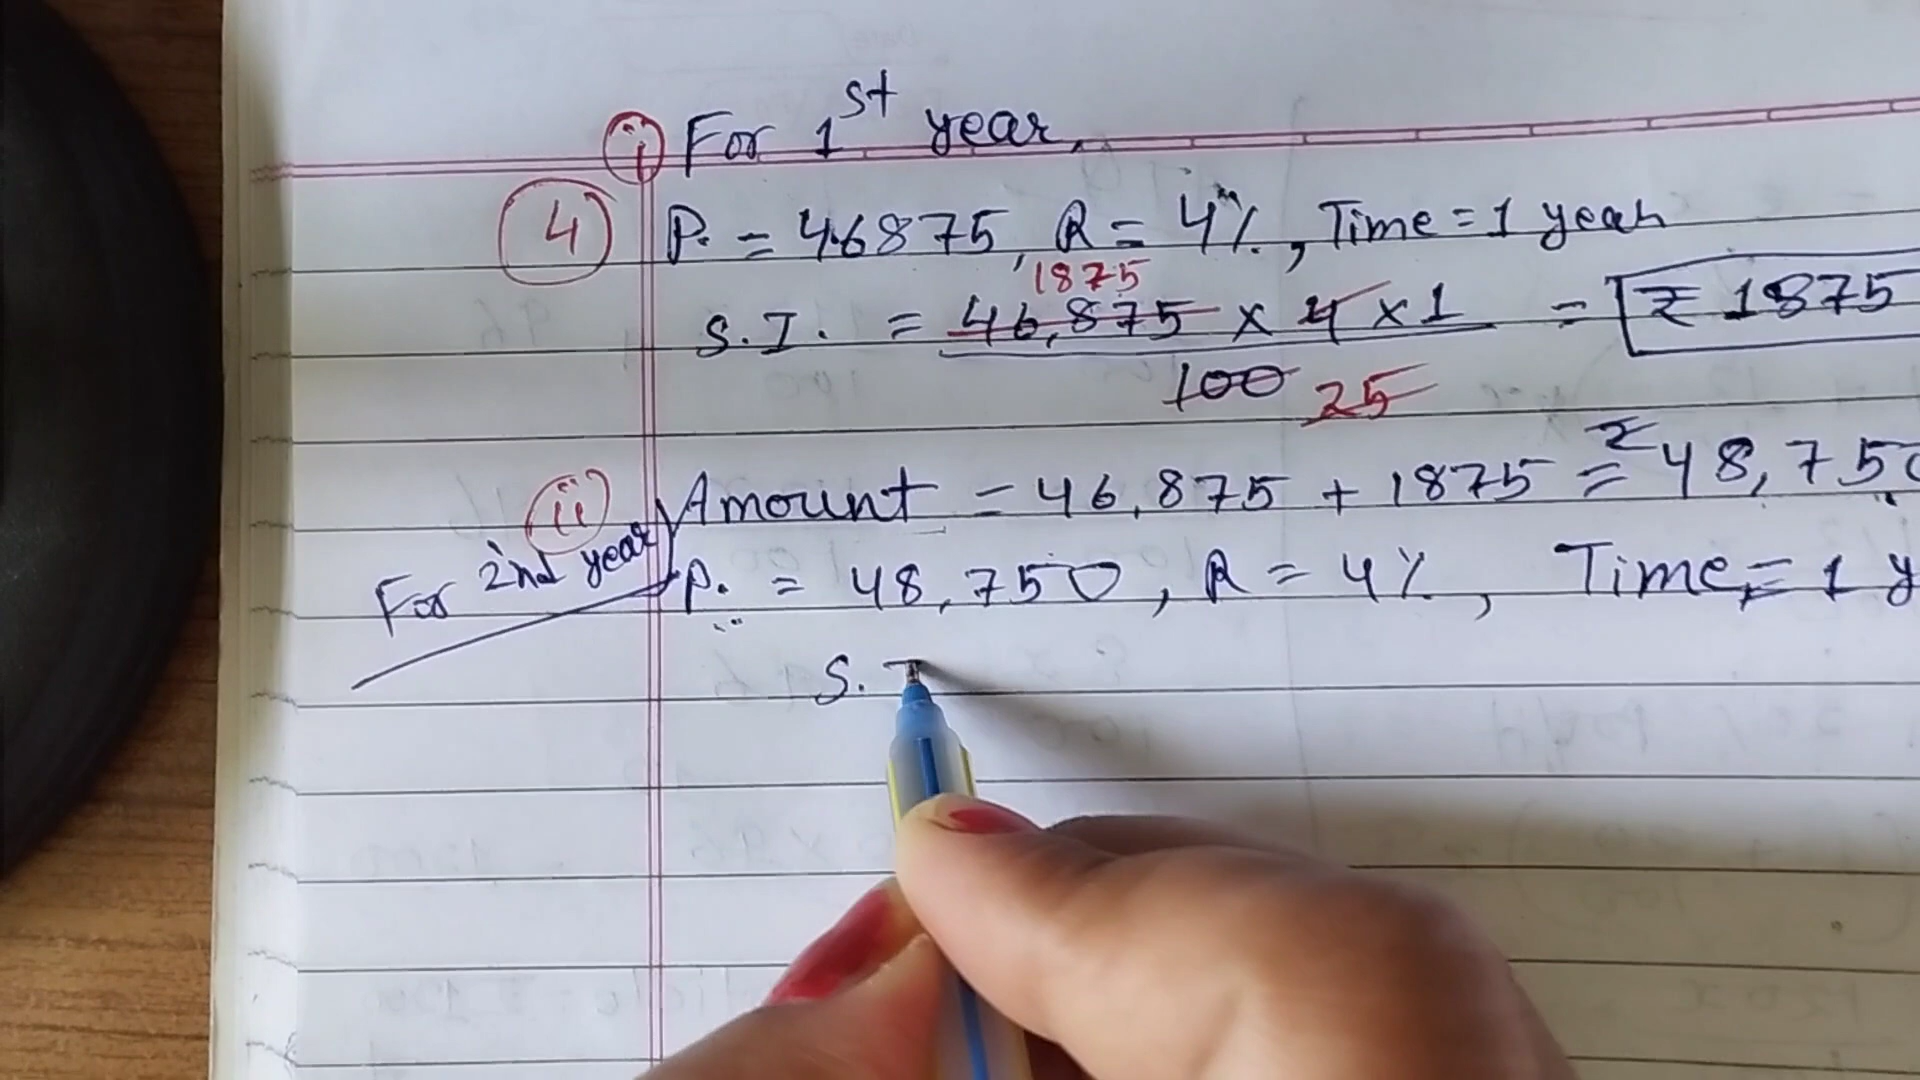 (i) For 1st year,
(4) P. = 46875, R = 4%, Time = 1 year
1875
S.I. = 46,875 x 4 x 1 = ₹ 1875
100 25
(ii) Amount = 46,875 + 1875 = ₹48,750
For 2nd year P. = 48,750, R = 4%, Time = 1 y
S. I